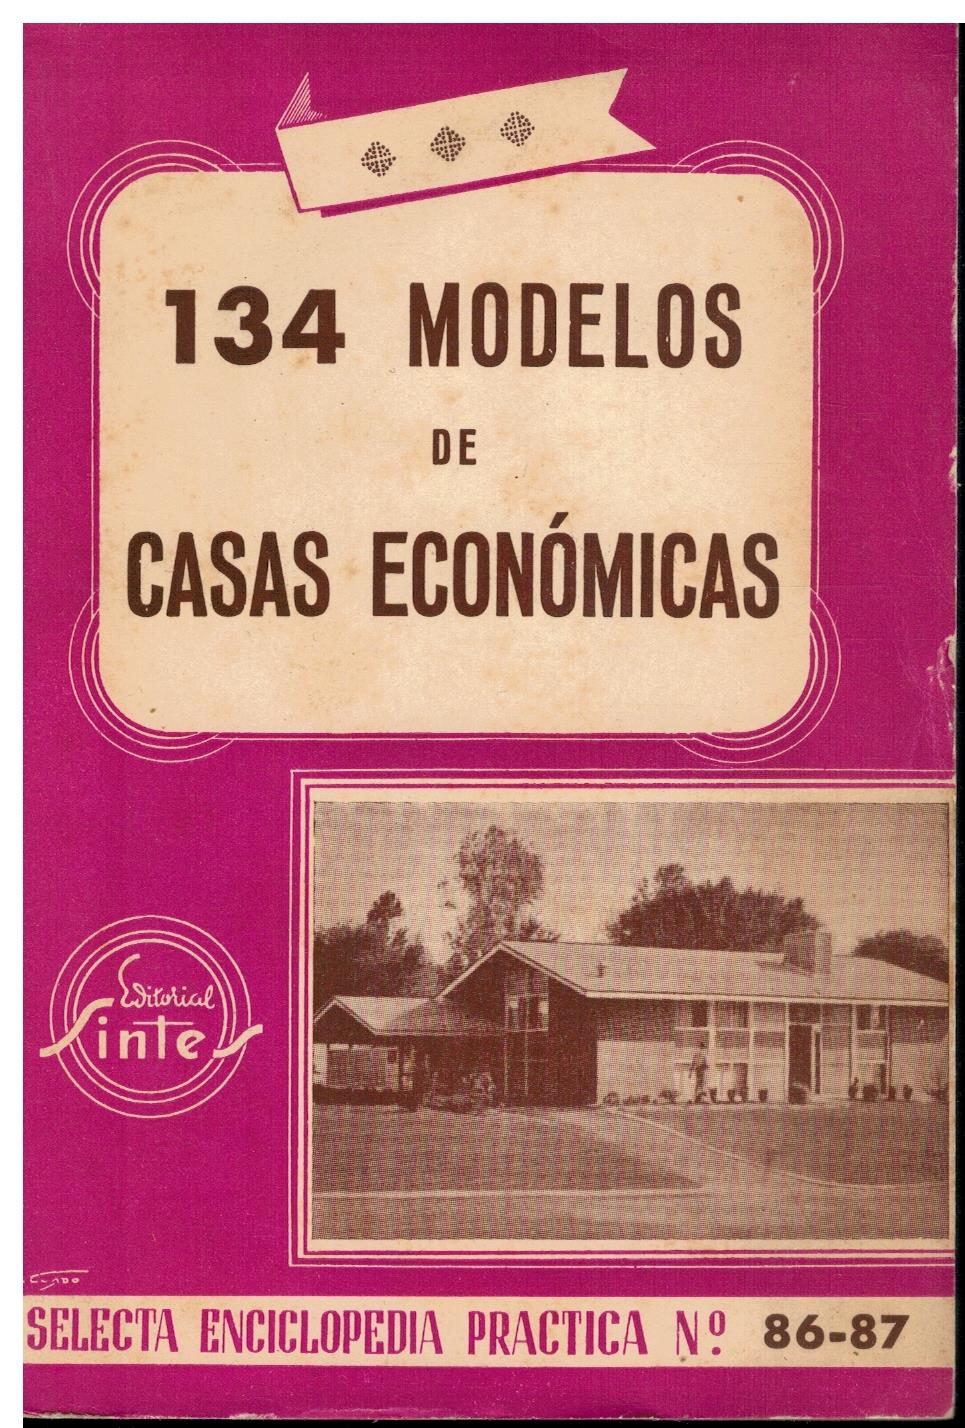 134 MODELOS
DE
CASAS ECONÓMICAS
Editorial
Sintes
SELECTA ENCICLOPEDIA PRACTICA Nº 86-87